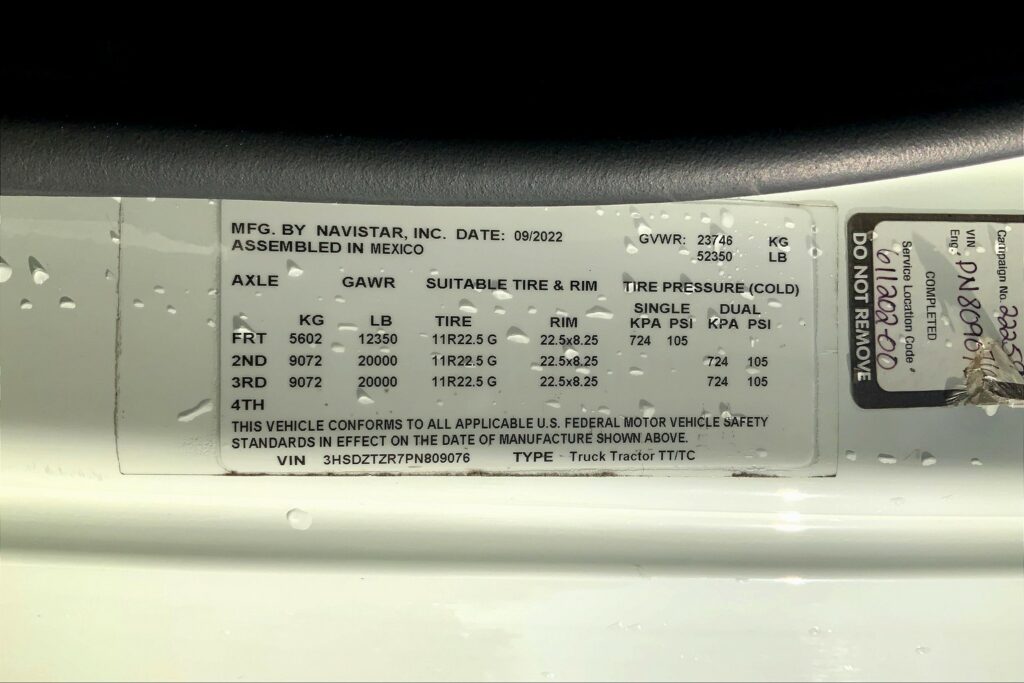 MFG. BY NAVISTAR, INC. DATE: 09/2022
ASSEMBLED IN MEXICO
GVWR: 23746 KG
52350 LB
AXLE GAWR SUITABLE TIRE & RIM TIRE PRESSURE (COLD)
SINGLE DUAL
KG LB TIRE RIM KPA PSI KPA PSI
FRT 5602 12350 11R22.5 G 22.5x8.25 724 105
2ND 9072 20000 11R22.5 G 22.5x8.25 724 105
3RD 9072 20000 11R22.5 G 22.5x8.25 724 105
4TH
THIS VEHICLE CONFORMS TO ALL APPLICABLE U.S. FEDERAL MOTOR VEHICLE SAFETY
STANDARDS IN EFFECT ON THE DATE OF MANUFACTURE SHOWN ABOVE.
VIN 3HSDZTZR7PN809076 TYPE Truck Tractor TT/TC
Campaign No.
VIN
Eng.
COMPLETED
Service Location Code
611202-00
DO NOT REMOVE